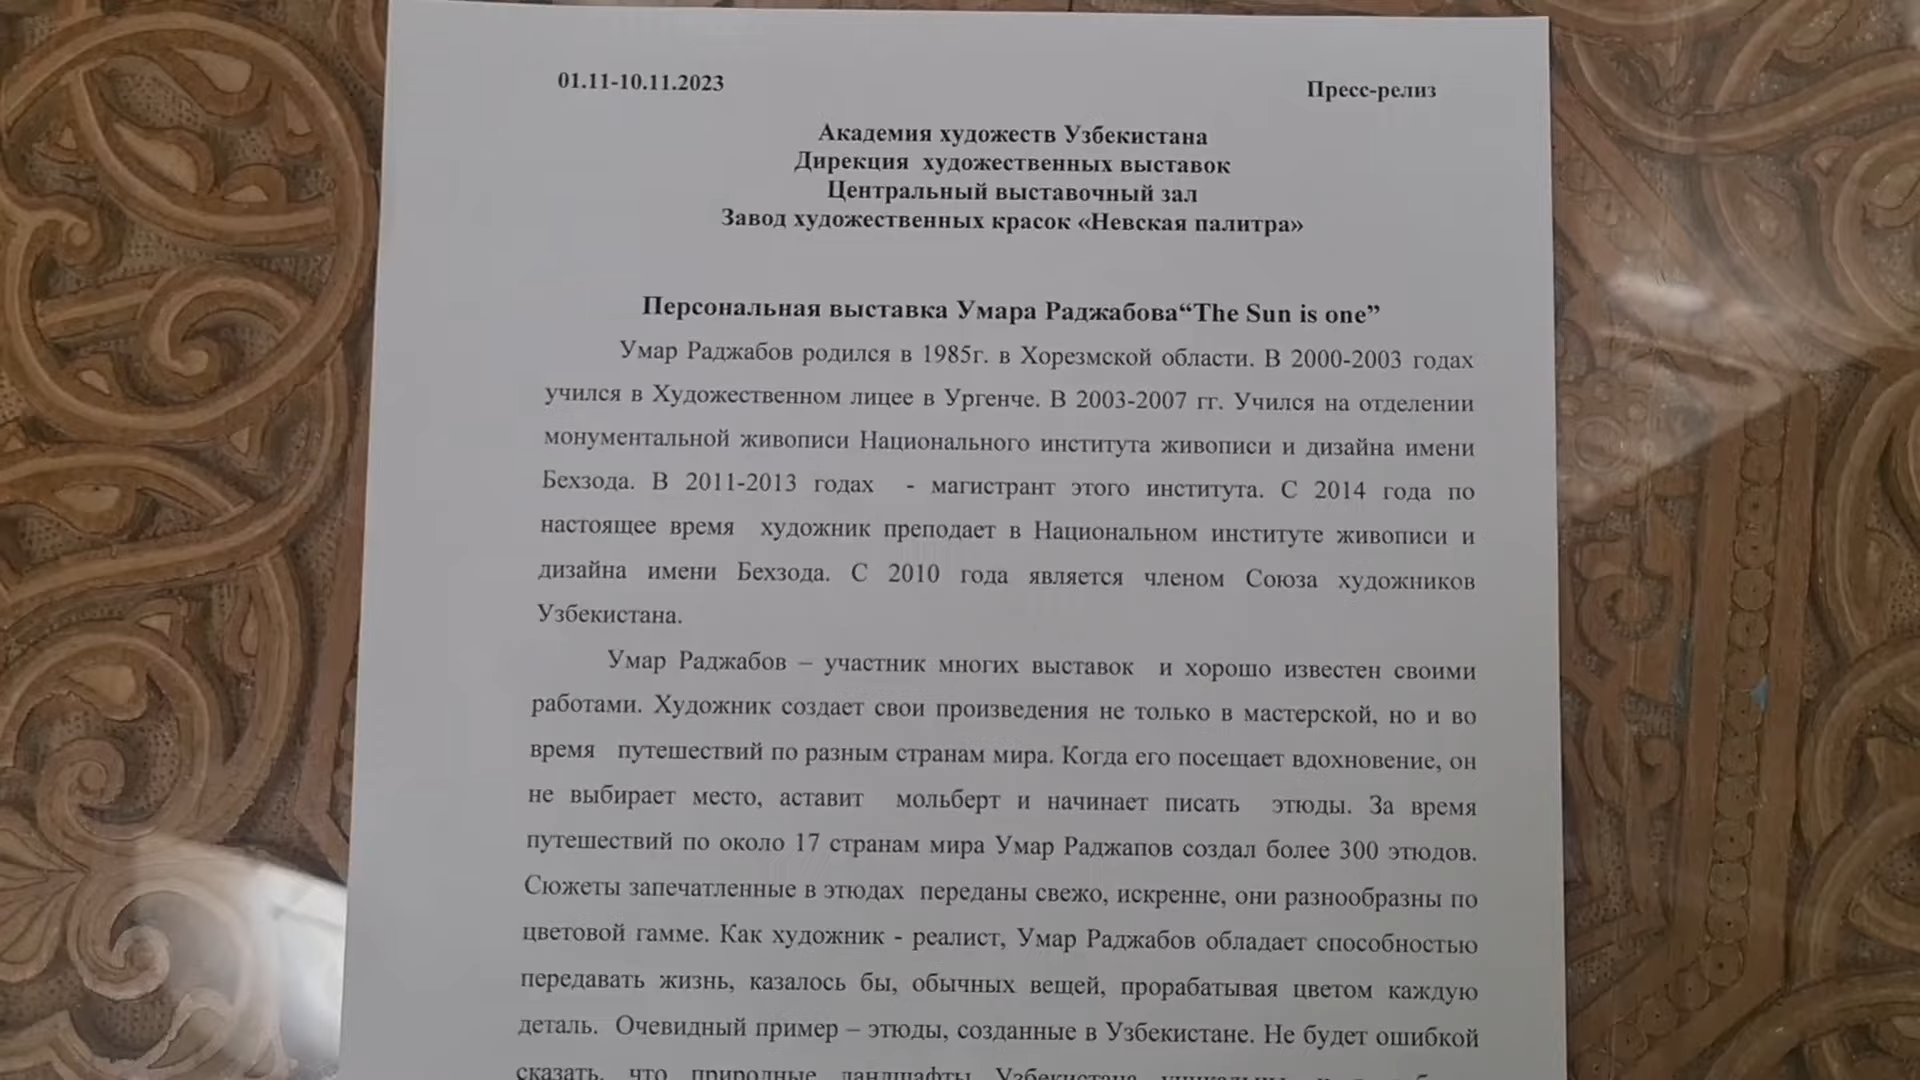 01.11-10.11.2023 Пресс-релиз
Академия художеств Узбекистана
Дирекция художественных выставок
Центральный выставочный зал
Завод художественных красок «Невская палитра»
Персональная выставка Умара Раджабова“The Sun is one”
Умар Раджабов родился в 1985г. в Хорезмской области. В 2000-2003 годах
учился в Художественном лицее в Ургенче. В 2003-2007 гг. Учился на отделении
монументальной живописи Национального института живописи и дизайна имени
Бехзода. В 2011-2013 годах - магистрант этого института. С 2014 года по
настоящее время художник преподает в Национальном институте живописи и
дизайна имени Бехзода. С 2010 года является членом Союза художников
Узбекистана.
Умар Раджабов – участник многих выставок и хорошо известен своими
работами. Художник создает свои произведения не только в мастерской, но и во
время путешествий по разным странам мира. Когда его посещает вдохновение, он
не выбирает место, аставит мольберт и начинает писать этюды. За время
путешествий по около 17 странам мира Умар Раджапов создал более 300 этюдов.
Сюжеты запечатленные в этюдах переданы свежо, искренне, они разнообразны по
цветовой гамме. Как художник - реалист, Умар Раджабов обладает способностью
передавать жизнь, казалось бы, обычных вещей, прорабатывая цветом каждую
деталь. Очевидный пример – этюды, созданные в Узбекистане. Не будет ошибкой
сказать, что природные ландшафты Узбекистана